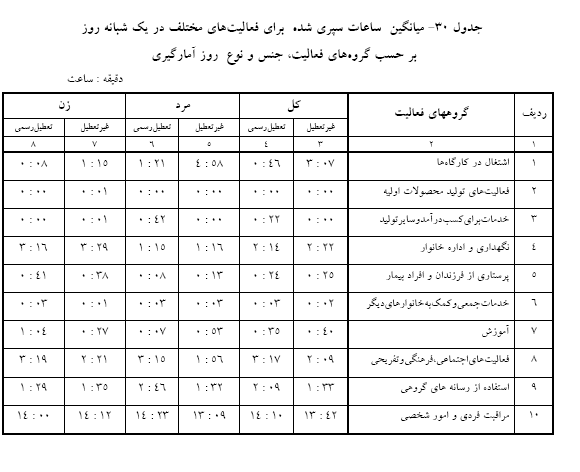 جدول ۳۰- میانگین ساعات سپری شده برای فعالیت‌های مختلف در یک شبانه روز
بر حسب گروه‌های فعالیت، جنس و نوع روز آمارگیری
دقیقه : ساعت
ردیف گروههای فعالیت کل مرد زن
غیرتعطیل تعطیل‌رسمی غیرتعطیل تعطیل‌رسمی غیرتعطیل تعطیل‌رسمی
۱ ۲ ۳ ۴ ۵ ۶ ۷ ۸
۱ اشتغال در کارگاه‌ها ۳ : ۰۷ ۰ : ۴۶ ۴ : ۵۸ ۱ : ۲۱ ۱ : ۱۵ ۰ : ۰۸
۲ فعالیت‌های تولید محصولات اولیه ۰ : ۰۰ ۰ : ۰۰ ۰ : ۰۰ ۰ : ۰۰ ۰ : ۰۱ ۰ : ۰۰
۳ خدمات برای کسب درآمد و سایر تولید ۰ : ۰۰ ۰ : ۲۲ ۰ : ۰۰ ۰ : ۴۲ ۰ : ۰۱ ۰ : ۰۰
۴ نگهداری و اداره خانوار ۲ : ۲۲ ۲ : ۱۴ ۱ : ۱۶ ۱ : ۱۵ ۳ : ۲۹ ۳ : ۱۶
۵ پرستاری از فرزندان و افراد بیمار ۰ : ۲۵ ۰ : ۲۴ ۰ : ۱۳ ۰ : ۰۸ ۰ : ۳۸ ۰ : ۴۱
۶ خدمات جمعی و کمک به خانوارهای دیگر ۰ : ۰۲ ۰ : ۰۳ ۰ : ۰۳ ۰ : ۰۳ ۰ : ۰۱ ۰ : ۰۳
۷ آموزش ۰ : ۴۰ ۰ : ۳۵ ۰ : ۵۳ ۰ : ۰۷ ۰ : ۲۷ ۱ : ۰۴
۸ فعالیت‌های اجتماعی، فرهنگی و تفریحی ۲ : ۰۹ ۳ : ۱۷ ۱ : ۵۶ ۳ : ۱۵ ۲ : ۲۱ ۳ : ۱۹
۹ استفاده از رسانه های گروهی ۱ : ۳۳ ۲ : ۰۹ ۱ : ۳۲ ۲ : ۴۶ ۱ : ۳۵ ۱ : ۲۹
۱۰ مراقبت فردی و امور شخصی ۱۳ : ۴۲ ۱۴ : ۱۰ ۱۳ : ۰۹ ۱۴ : ۲۳ ۱۴ : ۱۲ ۱۴ : ۰۰